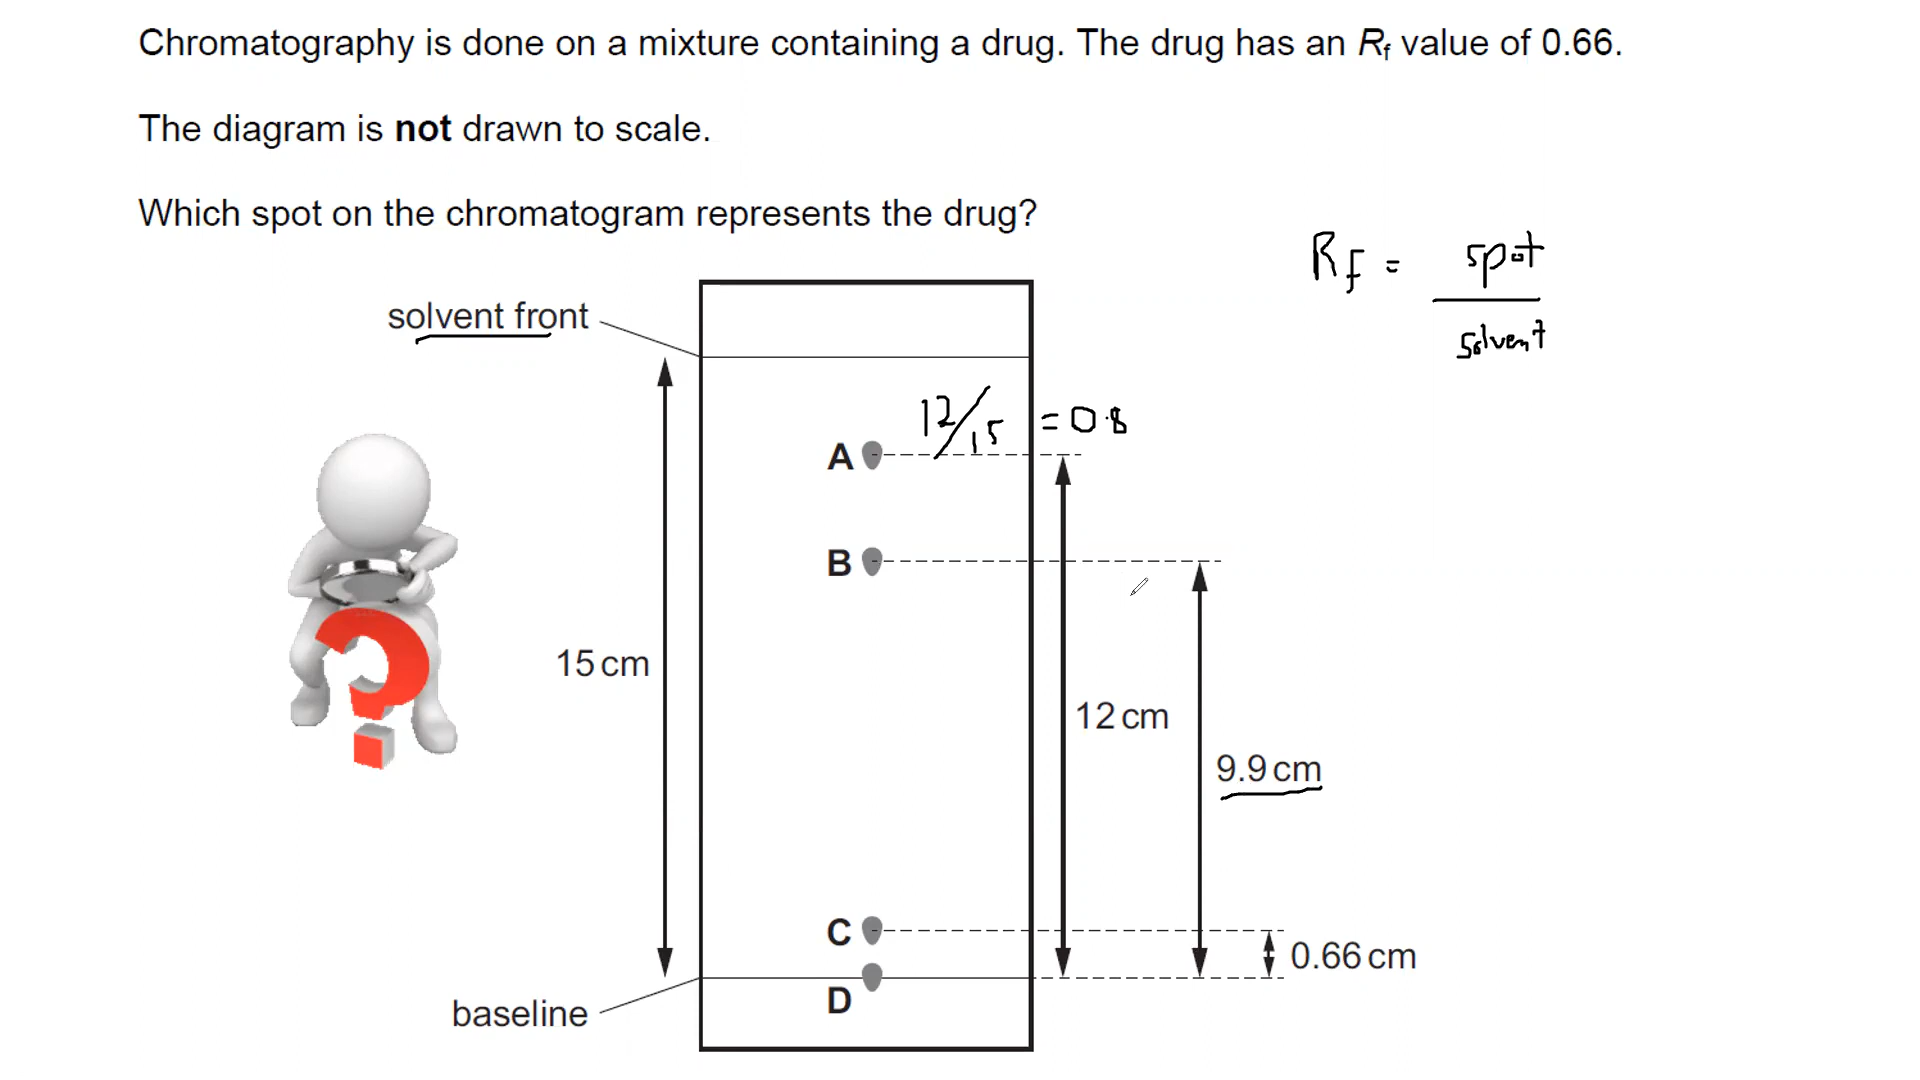 Chromatography is done on a mixture containing a drug. The drug has an Rf value of 0.66.
The diagram is not drawn to scale.
Which spot on the chromatogram represents the drug?
Rf = spot
solvent
solvent front
12/15 = 0.8
A
B
15 cm
12 cm
9.9 cm
C
0.66 cm
D
baseline